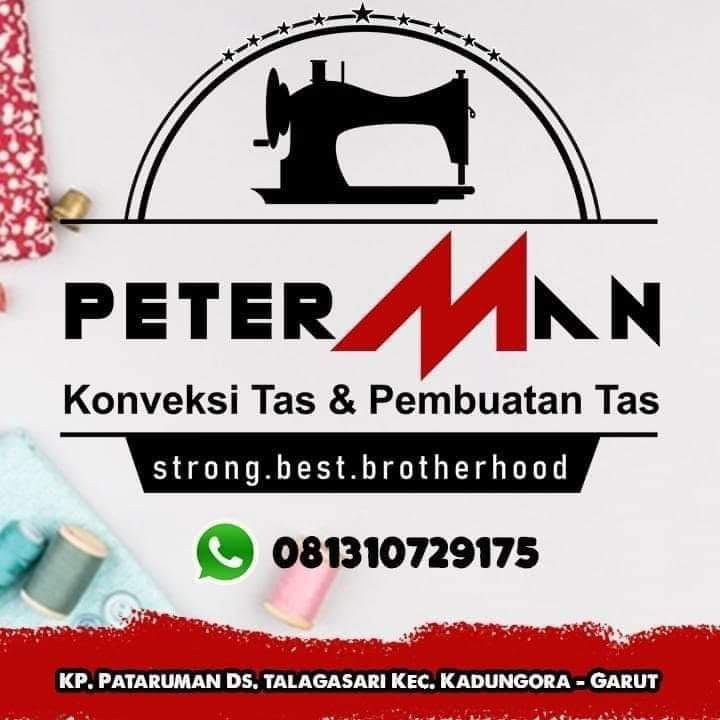 PETERMAN
Konveksi Tas & Pembuatan Tas
strong.best.brotherhood
081310729175
KP. PATARUMAN DS. TALAGASARI KEC. KADUNGORA - GARUT